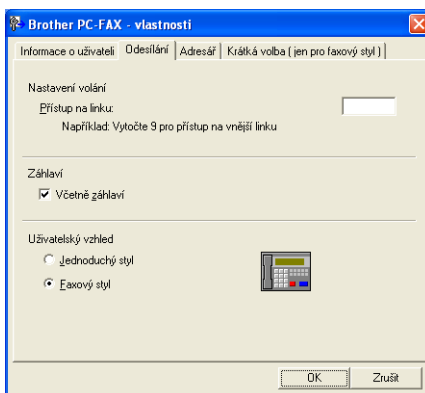 Brother PC-FAX - vlastnosti
Informace o uživateli Odesílání Adresář Krátká volba ( jen pro faxový styl )
Nastavení volání
Přístup na linku:
Například: Vytočte 9 pro přístup na vnější linku
Záhlaví
Včetně záhlaví
Uživatelský vzhled
Jednoduchý styl
Faxový styl
OK Zrušit